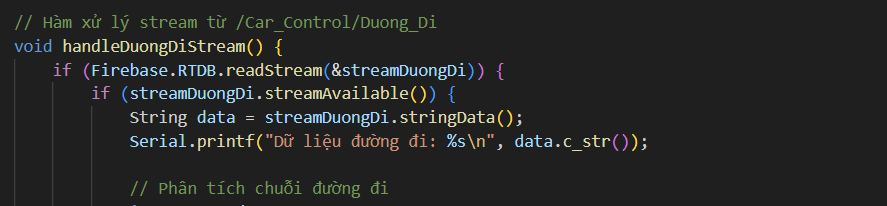 // Hàm xử lý stream từ /Car_Control/Duong_Di
void handleDuongDiStream() {
if (Firebase.RTDB.readStream(&streamDuongDi)) {
if (streamDuongDi.streamAvailable()) {
String data = streamDuongDi.stringData();
Serial.printf("Dữ liệu đường đi: %s\n", data.c_str());
// Phân tích chuỗi đường đi